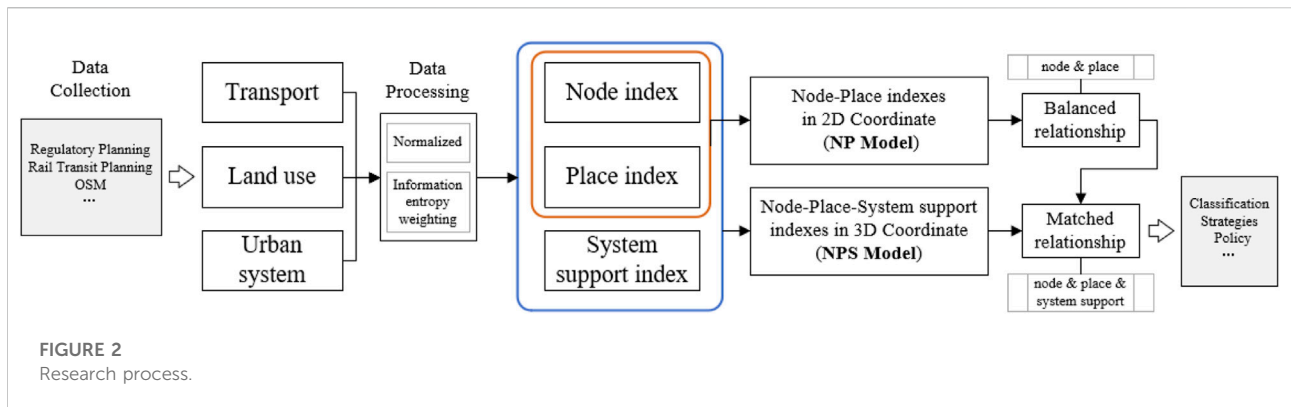 Data
Collection
Regulatory Planning
Rail Transit Planning
OSM
...
Transport
Land use
Urban
system
Data
Processing
Normalized
Information
entropy
weighting
Node index
Place index
System
support index
Node-Place indexes
in 2D Coordinate
(NP Model)
Node-Place-System support
indexes in 3D Coordinate
(NPS Model)
node & place
Balanced
relationship
Matched
relationship
node & place &
system support
Classification
Strategies
Policy
...
FIGURE 2
Research process.